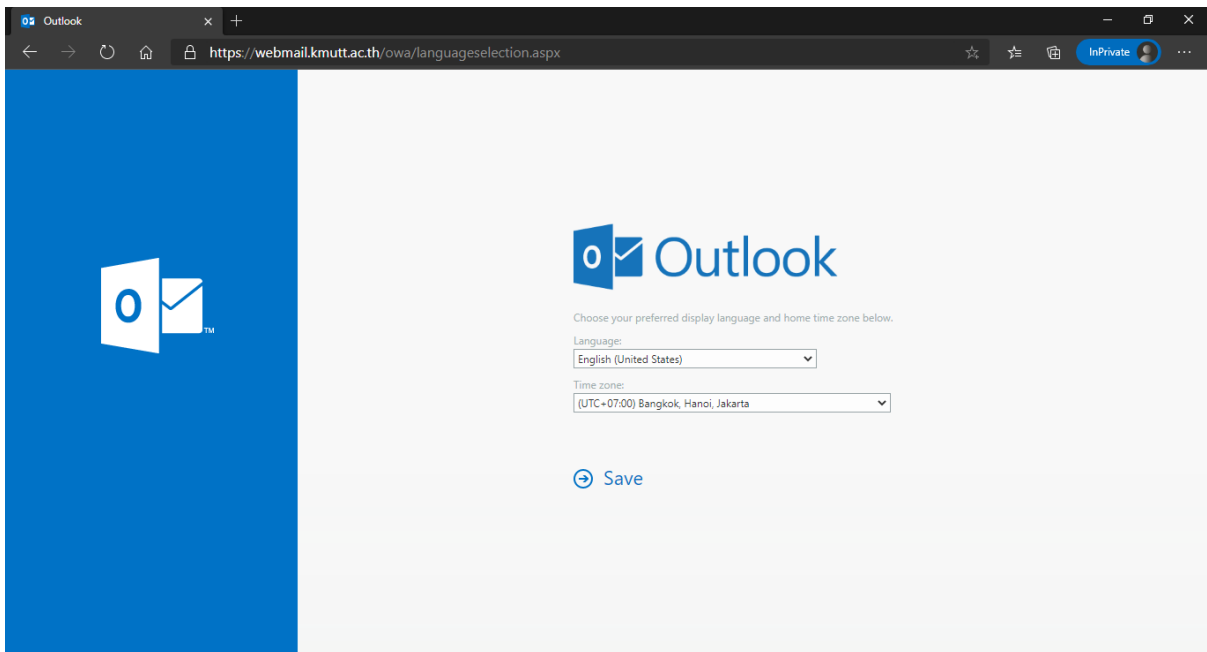 Outlook
https://webmail.kmutt.ac.th/owa/languageselection.aspx
InPrivate
O
TM
O
Outlook
Choose your preferred display language and home time zone below.
Language:
English (United States)
Time zone:
(UTC+07:00) Bangkok, Hanoi, Jakarta
Save